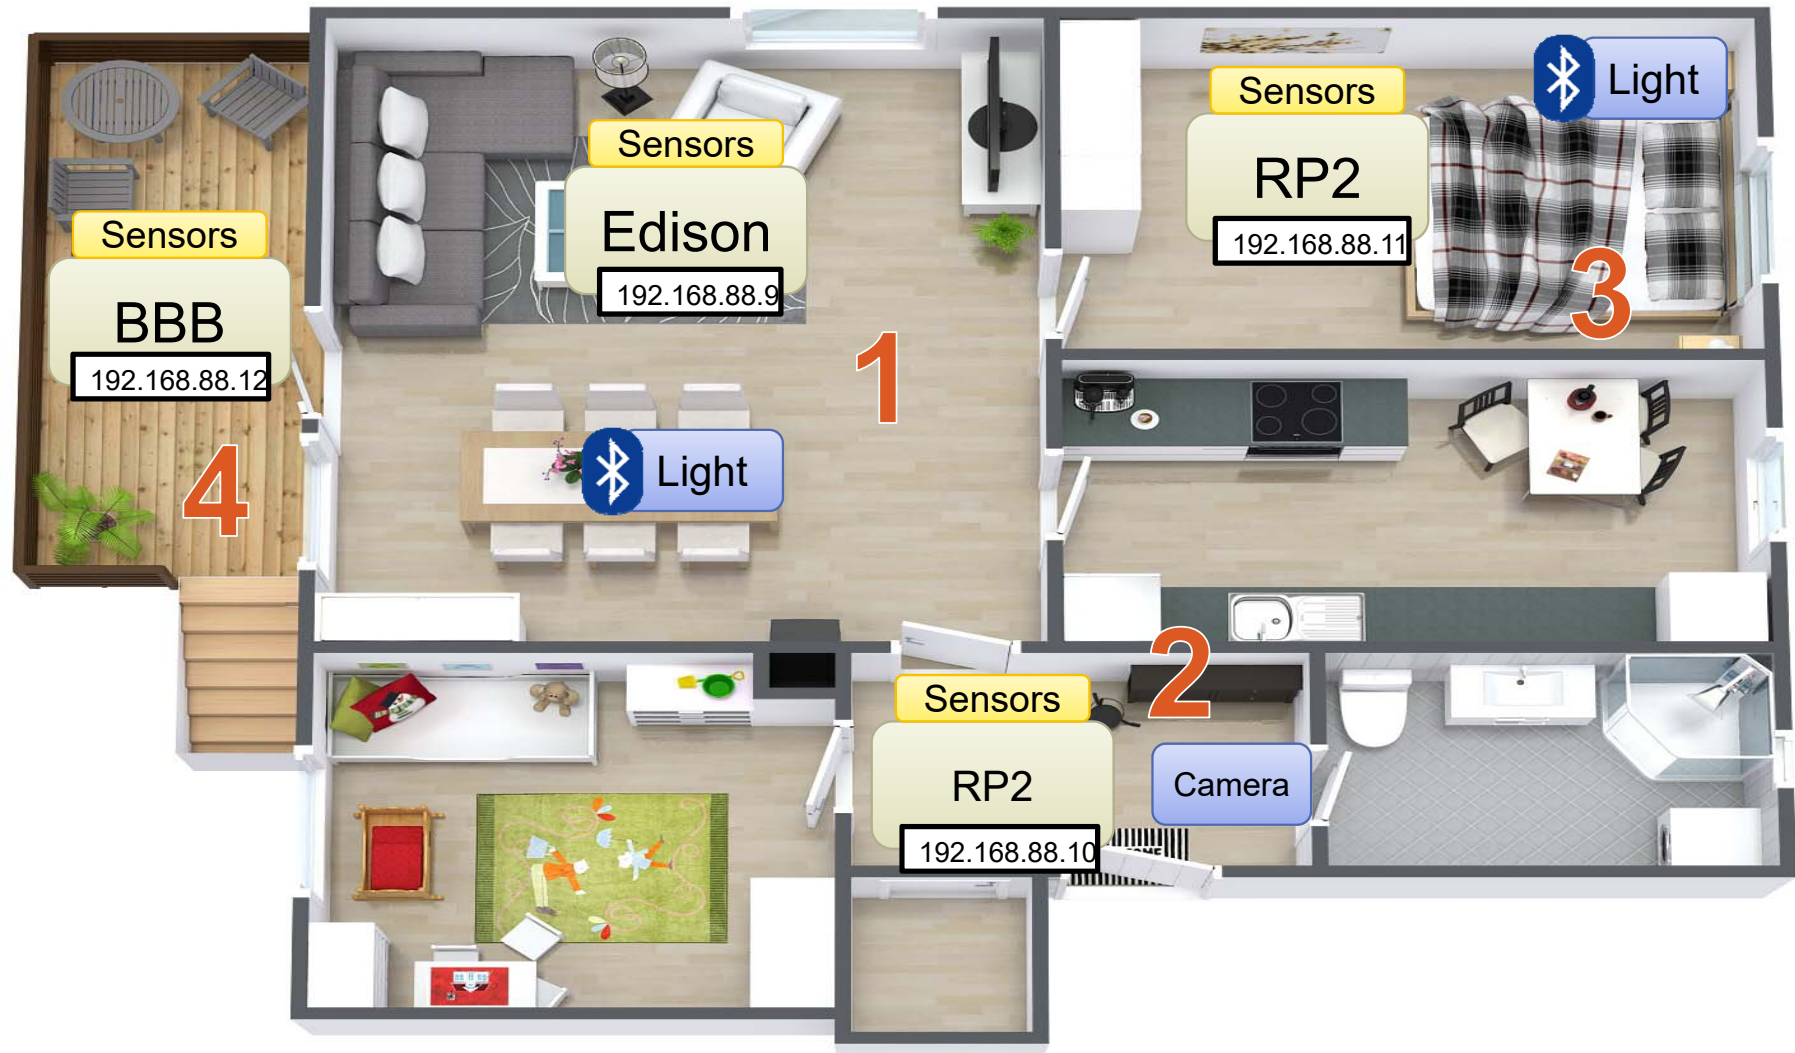 Sensors
Edison
192.168.88.9
1
Light
Sensors
RP2
192.168.88.11
Light
3
Sensors
BBB
192.168.88.12
4
Sensors
RP2
192.168.88.10
2
Camera